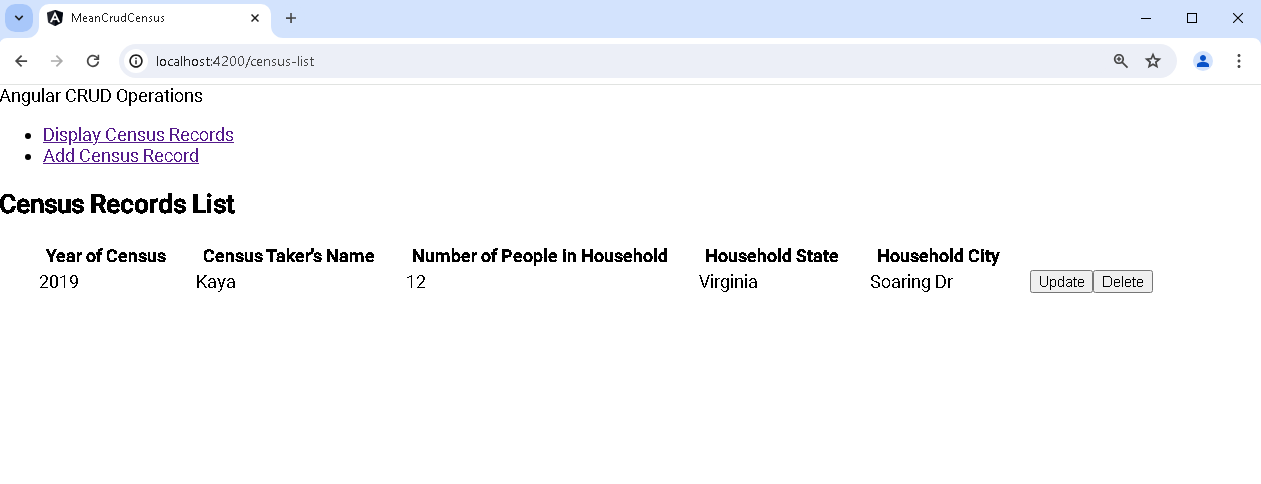 MeanCrudCensus
localhost:4200/census-list
Angular CRUD Operations
Display Census Records
Add Census Record
Census Records List
Year of Census Census Taker's Name Number of People in Household Household State Household City
2019 Kaya 12 Virginia Soaring Dr Update Delete